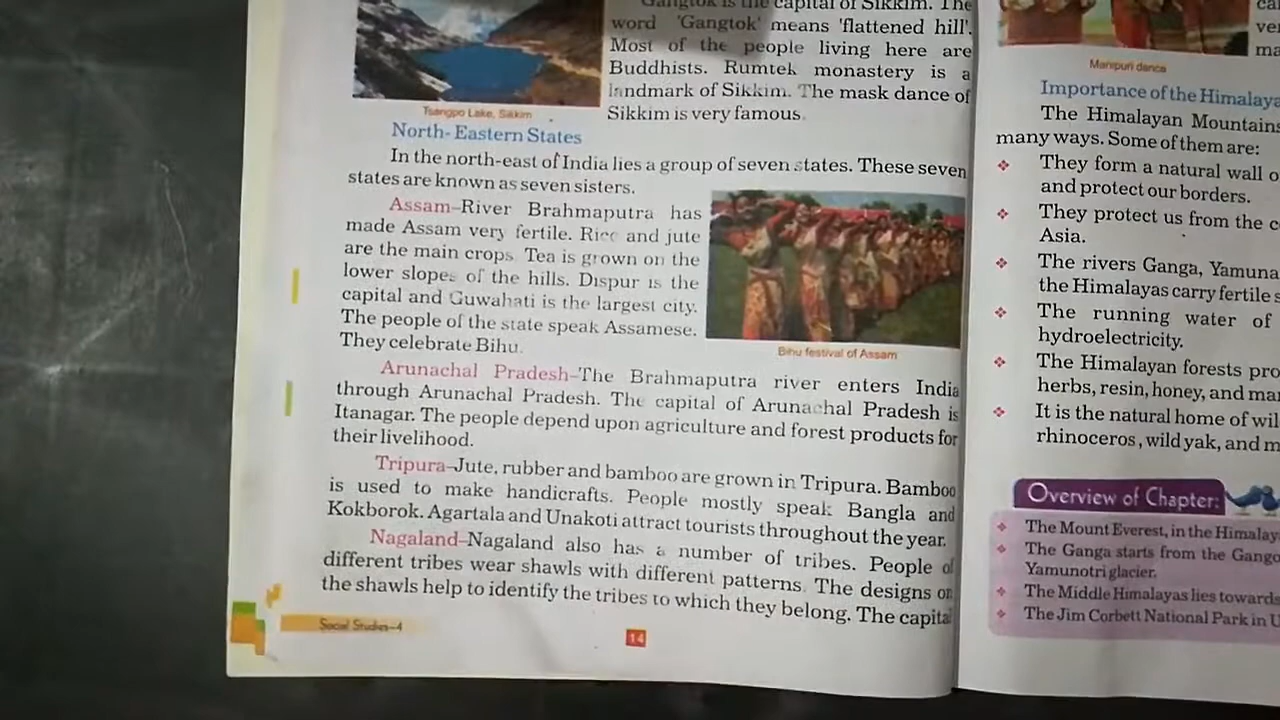 Gangtok is the capital of Sikkim. The
word 'Gangtok' means 'flattened hill'.
Most of the people living here are
Buddhists. Rumtek monastery is a
landmark of Sikkim. The mask dance of
Sikkim is very famous.
Tsangpo Lake, Sikkim
North-Eastern States
In the north-east of India lies a group of seven states. These seven
states are known as seven sisters.
Assam–River Brahmaputra has
made Assam very fertile. Rice and jute
are the main crops. Tea is grown on the
lower slopes of the hills. Dispur is the
capital and Guwahati is the largest city.
The people of the state speak Assamese.
They celebrate Bihu.
Bihu festival of Assam
Arunachal Pradesh–The Brahmaputra river enters India
through Arunachal Pradesh. The capital of Arunachal Pradesh is
Itanagar. The people depend upon agriculture and forest products for
their livelihood.
Tripura–Jute, rubber and bamboo are grown in Tripura. Bamboo
is used to make handicrafts. People mostly speak Bangla and
Kokborok. Agartala and Unakoti attract tourists throughout the year.
Nagaland–Nagaland also has a number of tribes. People of
different tribes wear shawls with different patterns. The designs on
the shawls help to identify the tribes to which they belong. The capital
Social Studies–4
14
Manipuri dance
Importance of the Himalaya
The Himalayan Mountains
many ways. Some of them are:
They form a natural wall o
and protect our borders.
They protect us from the c
Asia.
The rivers Ganga, Yamuna
the Himalayas carry fertile s
The running water of
hydroelectricity.
The Himalayan forests pro
herbs, resin, honey, and ma
It is the natural home of wil
rhinoceros, wild yak, and m
Overview of Chapter:
The Mount Everest, in the Himalay
The Ganga starts from the Gango
Yamunotri glacier.
The Middle Himalayas lies towards
The Jim Corbett National Park in U